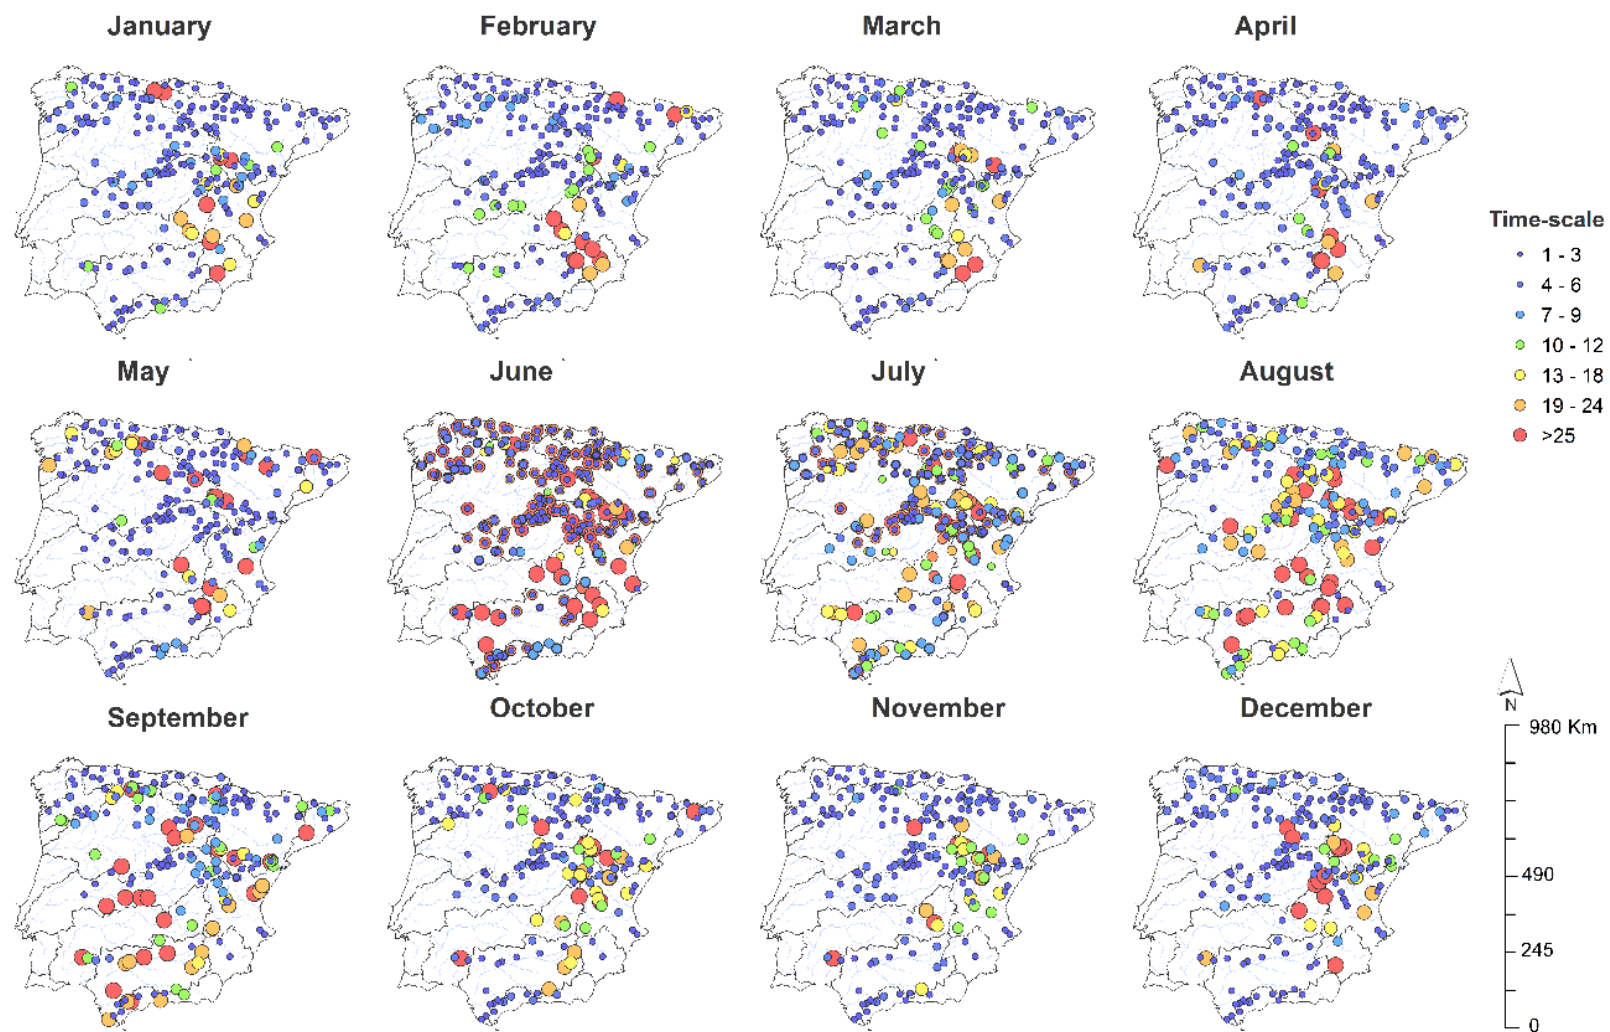 January
February
March
April
Time-scale
1 - 3
4 - 6
7 - 9
10 - 12
13 - 18
19 - 24
>25
May
June
July
August
N
September
October
November
December
980 Km
490
245
0